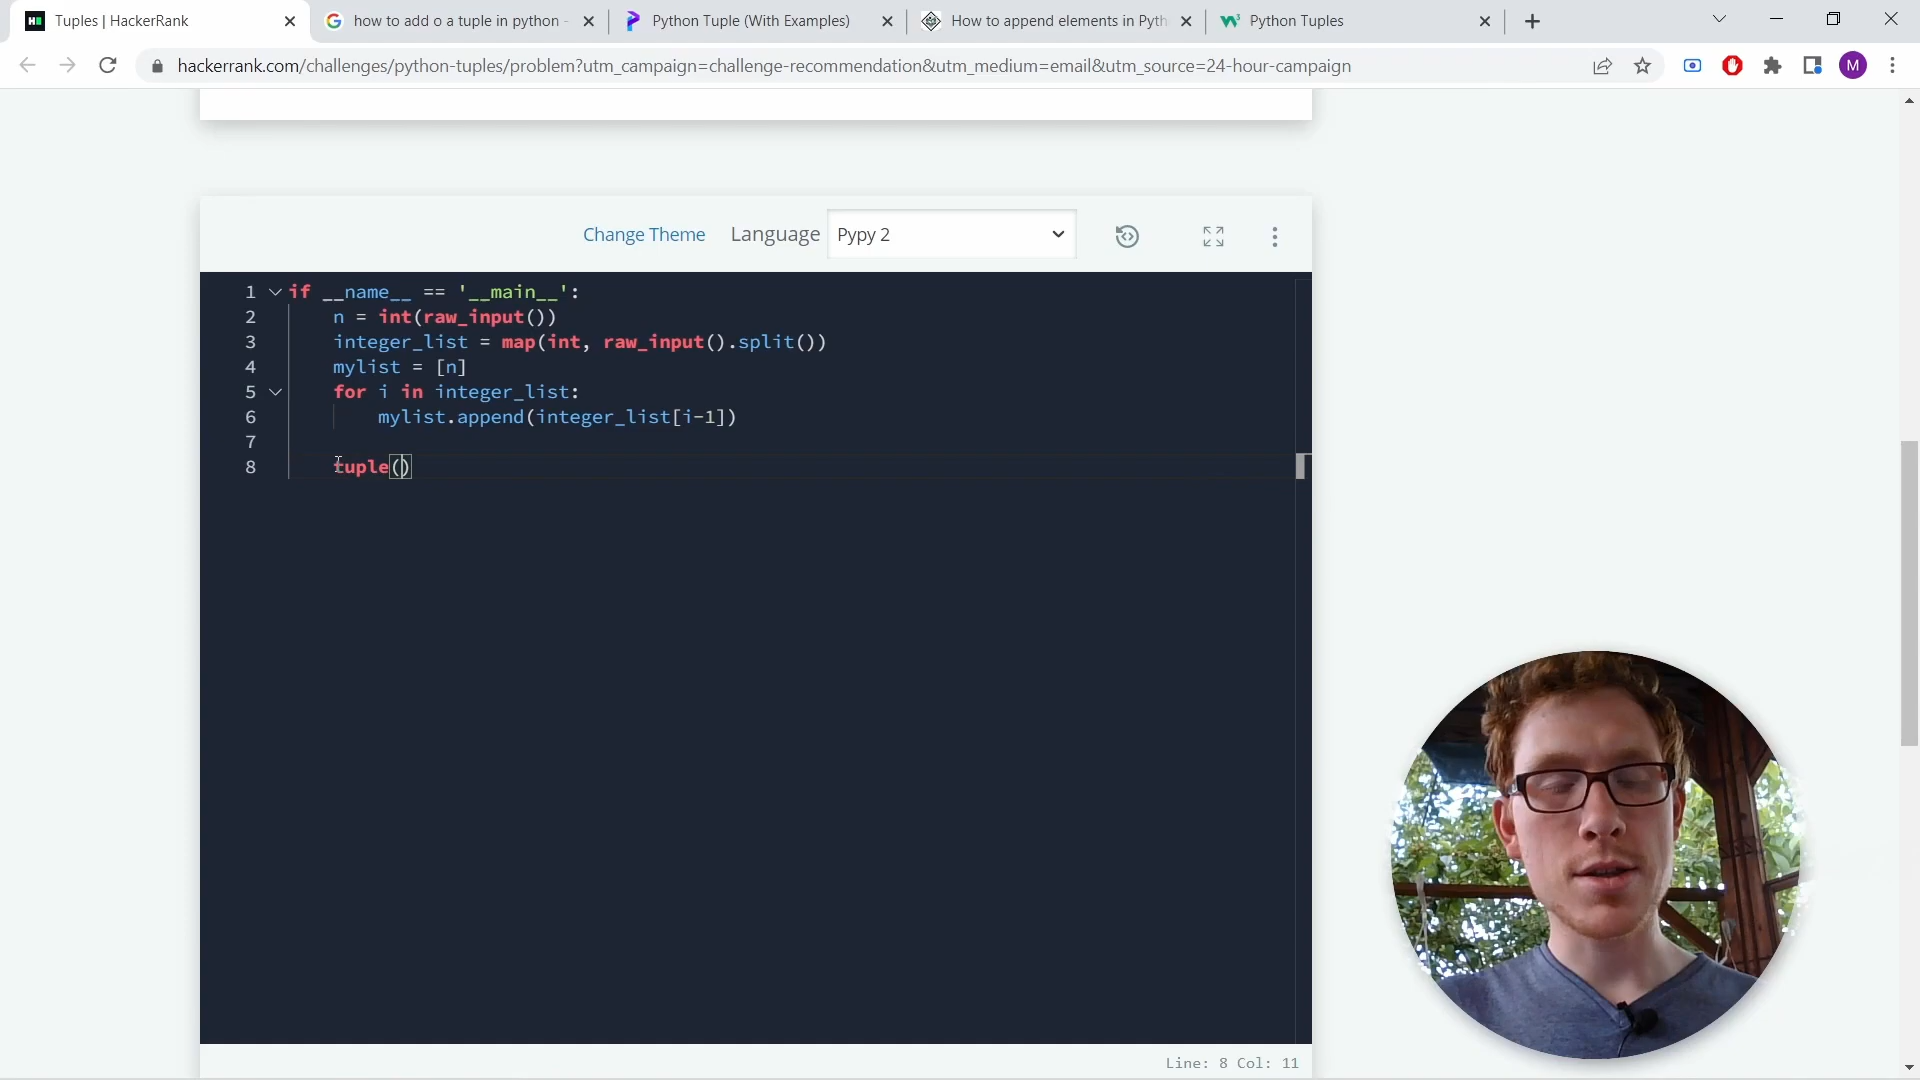 Tuples | HackerRank
how to add o a tuple in python -
Python Tuple (With Examples)
How to append elements in Pyth
Python Tuples
hackerrank.com/challenges/python-tuples/problem?utm_campaign=challenge-recommendation&utm_medium=email&utm_source=24-hour-campaign
M
Change Theme Language Pypy 2
1 if __name__ == '__main__':
2 n = int(raw_input())
3 integer_list = map(int, raw_input().split())
4 mylist = [n]
5 for i in integer_list:
6 mylist.append(integer_list[i-1])
7
8 tuple()
Line: 8 Col: 11